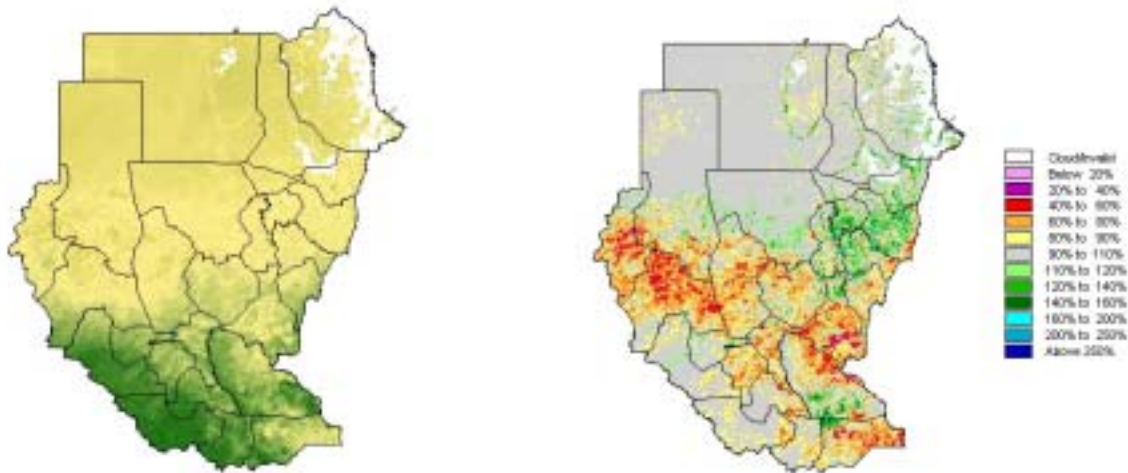 Cloud/Invalid
Below 20%
20% to 40%
40% to 60%
60% to 80%
80% to 90%
90% to 110%
110% to 120%
120% to 140%
140% to 160%
160% to 200%
200% to 250%
Above 250%